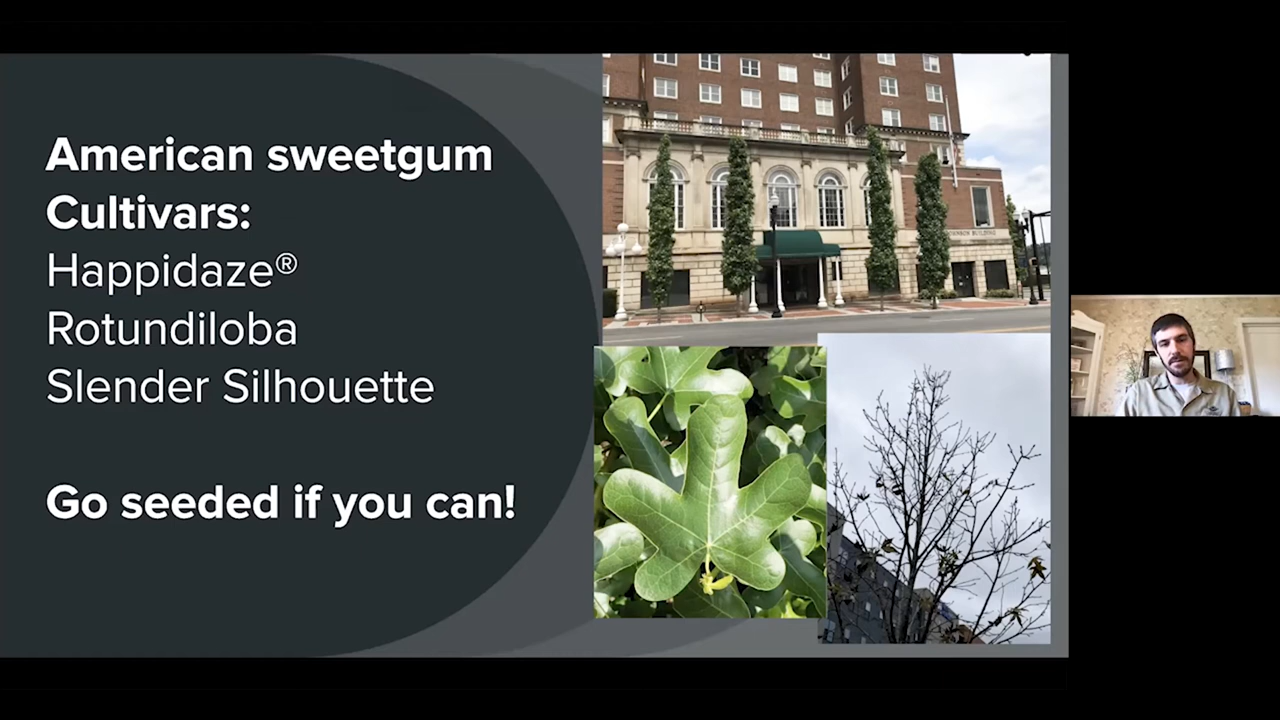 American sweetgum
Cultivars:
Happidaze®
Rotundiloba
Slender Silhouette
Go seeded if you can!